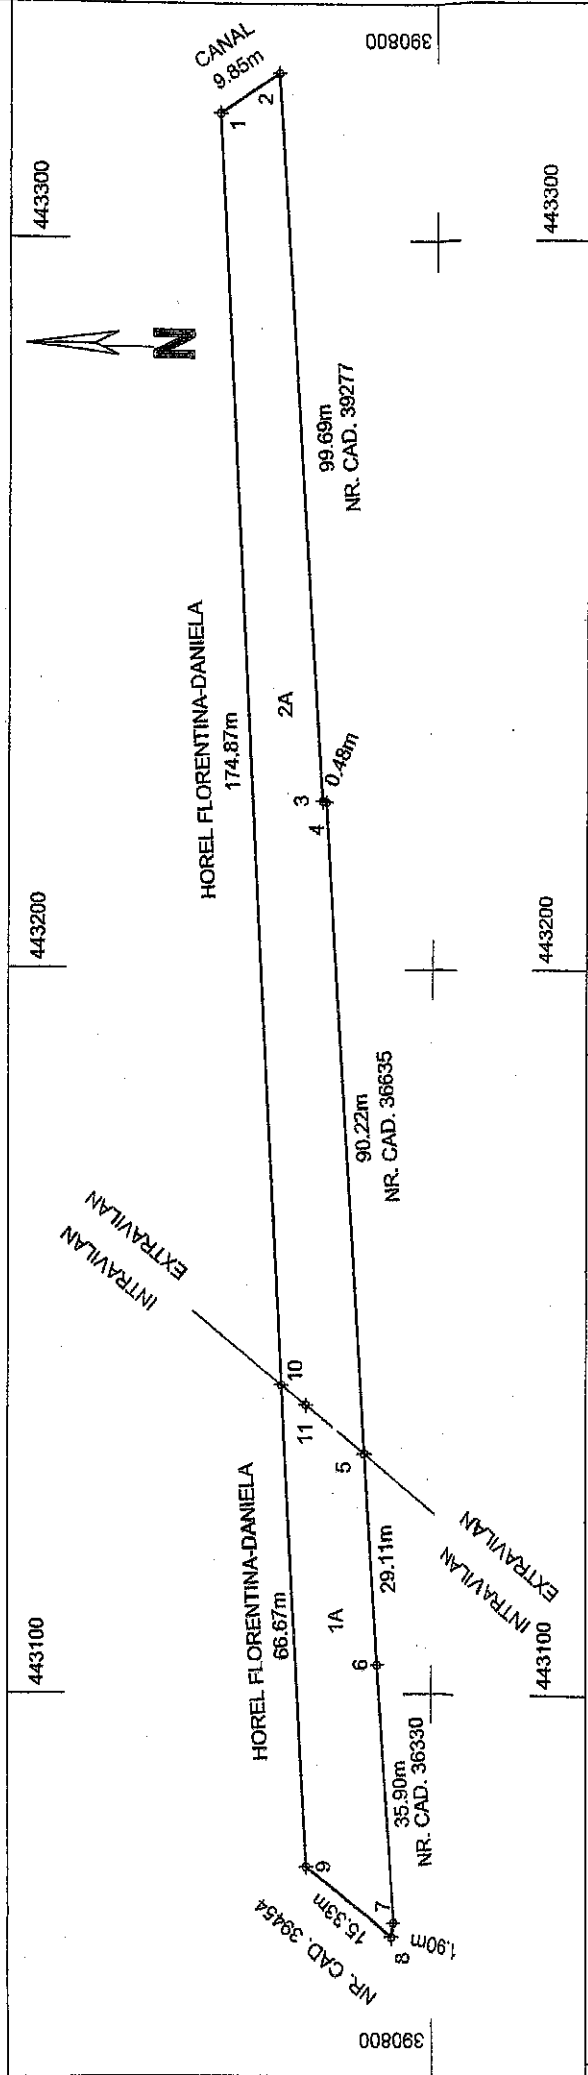 CANAL
9.85m
390800
1
2
443300
443300
N
99.69m
NR. CAD. 39277
HOREL FLORENTINA-DANIELA
174.87m
2A
0.48m
3
4
443200
443200
90.22m
NR. CAD. 36635
INTRAVILAN
EXTRAVILAN
10
11
5
HOREL FLORENTINA-DANIELA
66.67m
29.11m
1A
INTRAVILAN
EXTRAVILAN
6
443100
443100
35.90m
NR. CAD. 36330
9
NR. CAD. 39454
15.33m
7
8
1.90m
390800